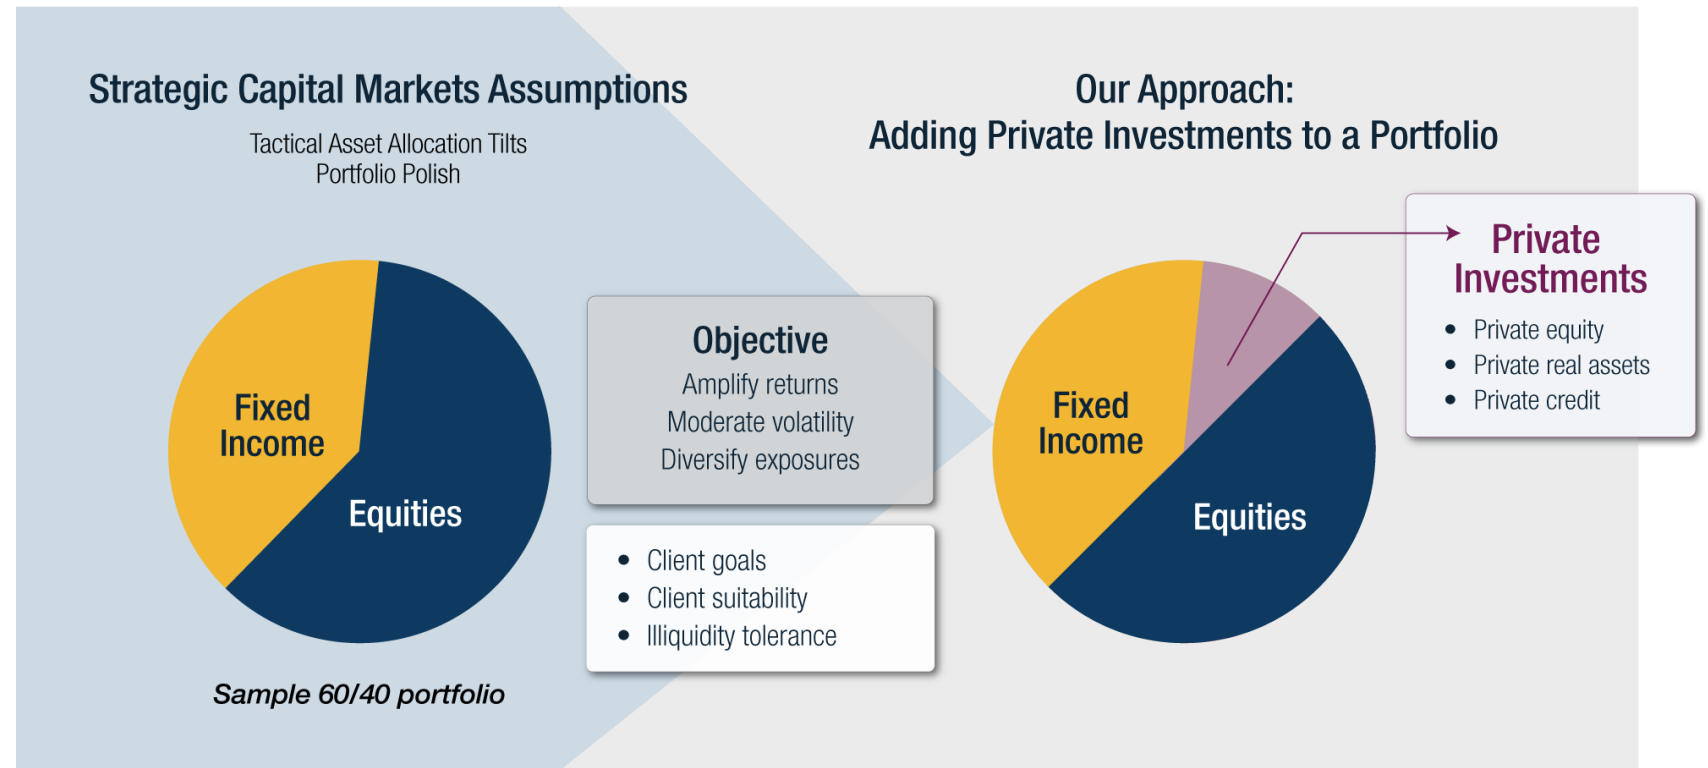 Strategic Capital Markets Assumptions
Tactical Asset Allocation Tilts
Portfolio Polish
Fixed
Income
Equities
Sample 60/40 portfolio
Objective
Amplify returns
Moderate volatility
Diversify exposures
• Client goals
• Client suitability
• Illiquidity tolerance
Our Approach:
Adding Private Investments to a Portfolio
Fixed
Income
Equities
Private
Investments
• Private equity
• Private real assets
• Private credit